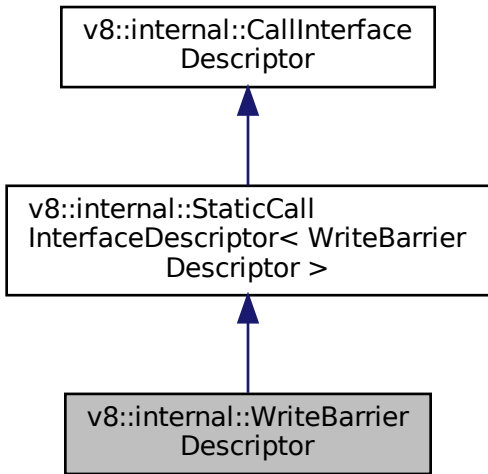 v8::internal::CallInterface
Descriptor
v8::internal::StaticCall
InterfaceDescriptor< WriteBarrier
Descriptor >
v8::internal::WriteBarrier
Descriptor